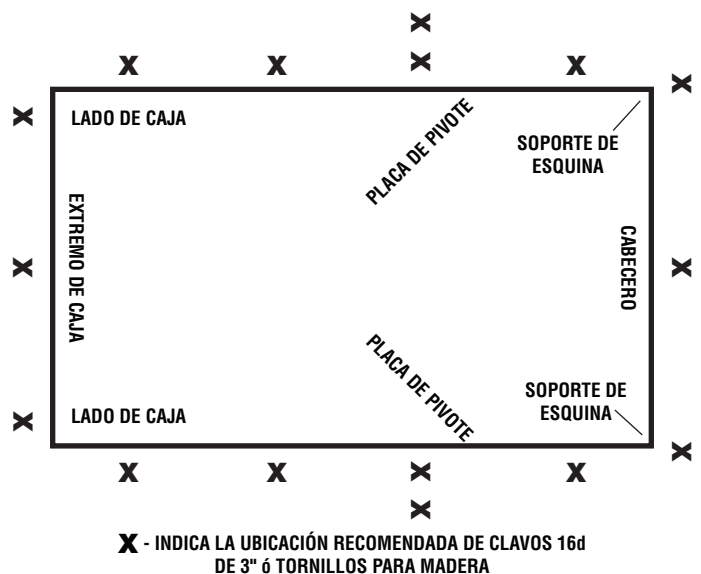 X
X
X
X
X
X
X
X
LADO DE CAJA
PLACA DE PIVOTE
SOPORTE DE
ESQUINA
EXTREMO DE CAJA
CABECERO
X
X
PLACA DE PIVOTE
SOPORTE DE
ESQUINA
LADO DE CAJA
X
X
X
X
X
X
X
X - INDICA LA UBICACIÓN RECOMENDADA DE CLAVOS 16d
DE 3" ó TORNILLOS PARA MADERA